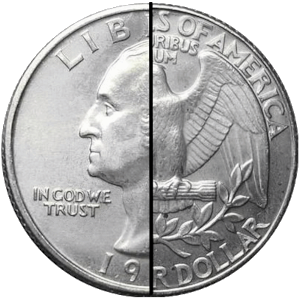 LIB
IN GOD WE
TRUST
19
S OF AMERICA
RIBUS
UM
R DOLLAR